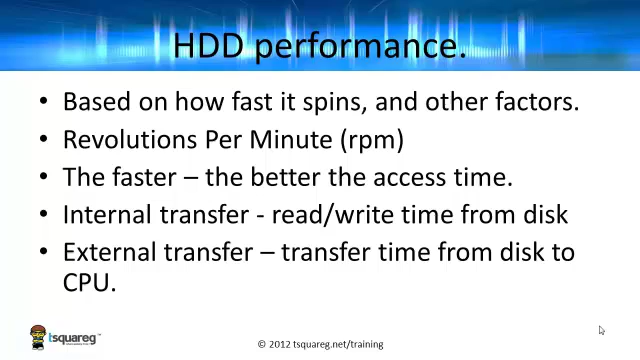 HDD performance.
• Based on how fast it spins, and other factors.
• Revolutions Per Minute (rpm)
• The faster – the better the access time.
• Internal transfer - read/write time from disk
• External transfer – transfer time from disk to
CPU.
tsquareg™
© 2012 tsquareg.net/training